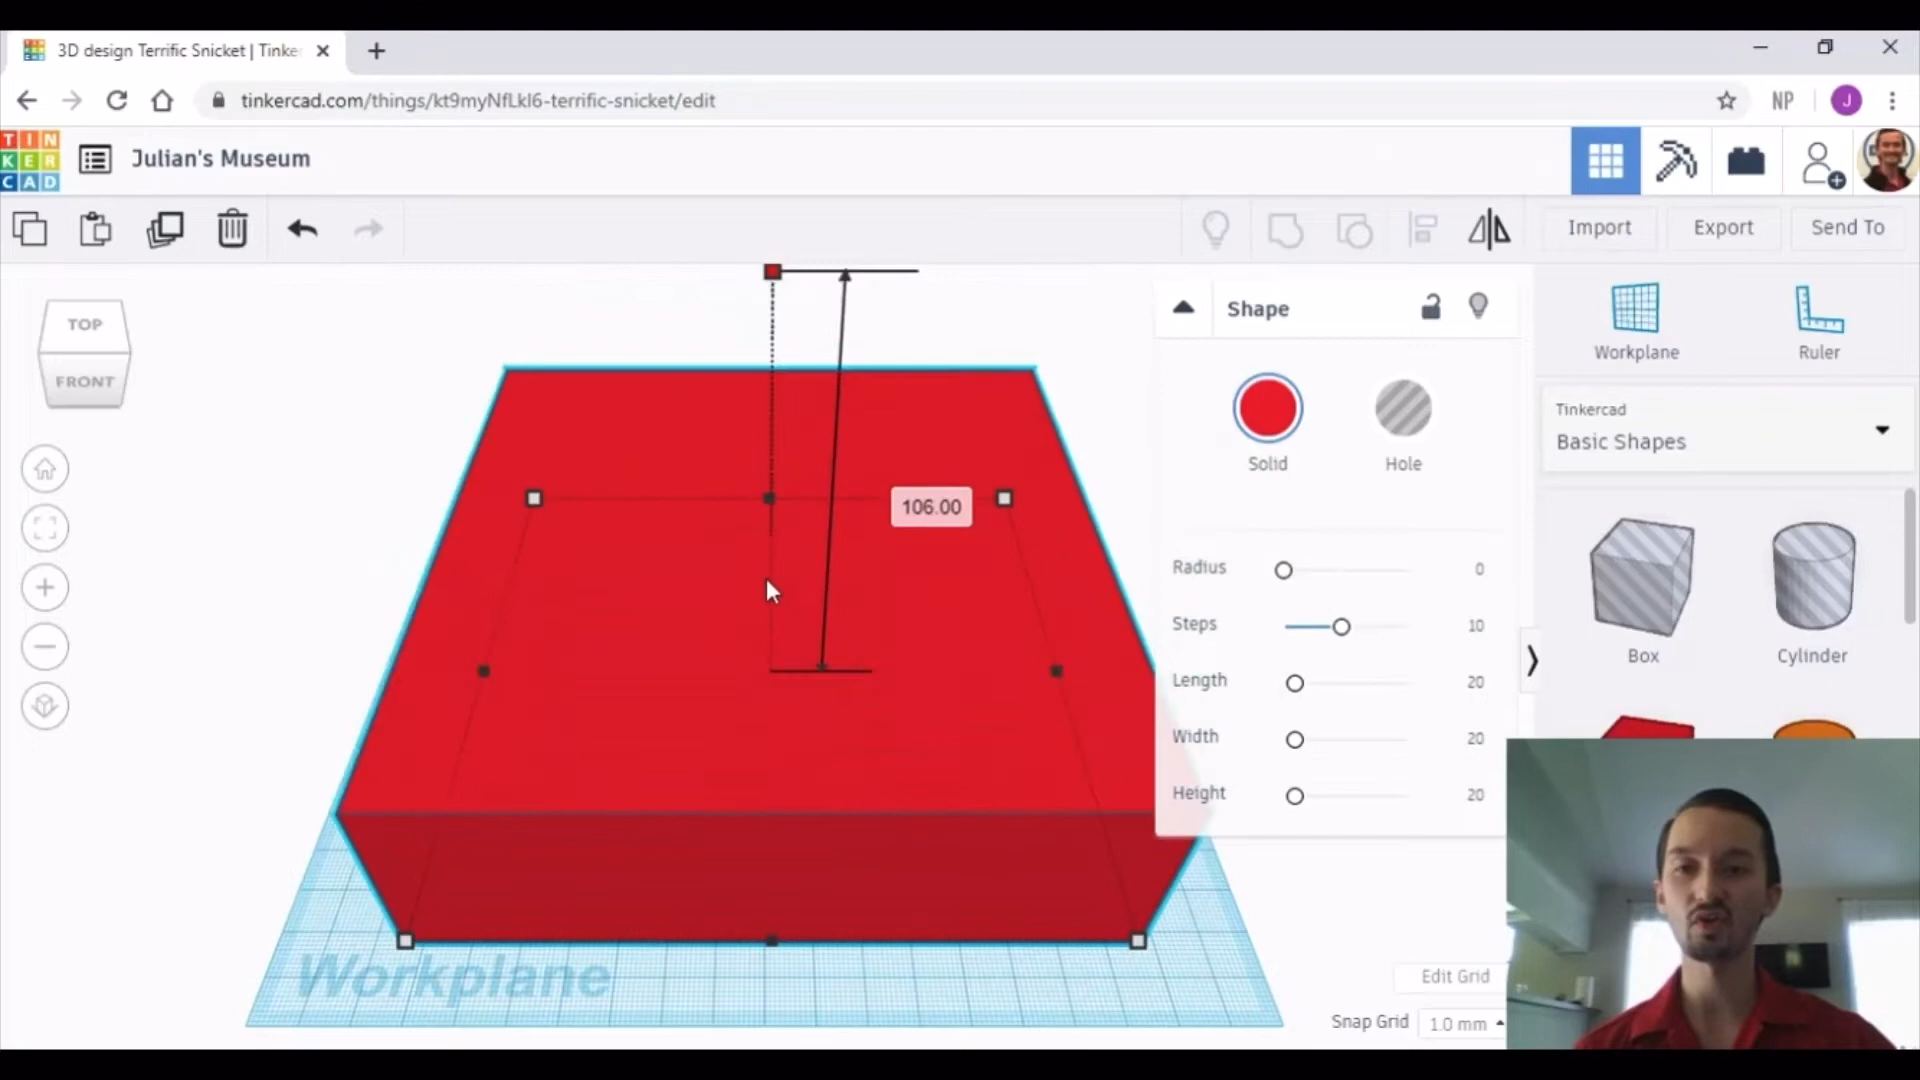 3D design Terrific Snicket | Tinke
tinkercad.com/things/kt9myNfLkl6-terrific-snicket/edit
NP
J
TIN
KER
CAD
Julian's Museum
Import
Export
Send To
TOP
FRONT
Shape
Solid
Hole
106.00
Radius 0
Steps 10
Length 20
Width 20
Height 20
Workplane
Ruler
Tinkercad
Basic Shapes
Box
Cylinder
Workplane
Edit Grid
Snap Grid 1.0 mm